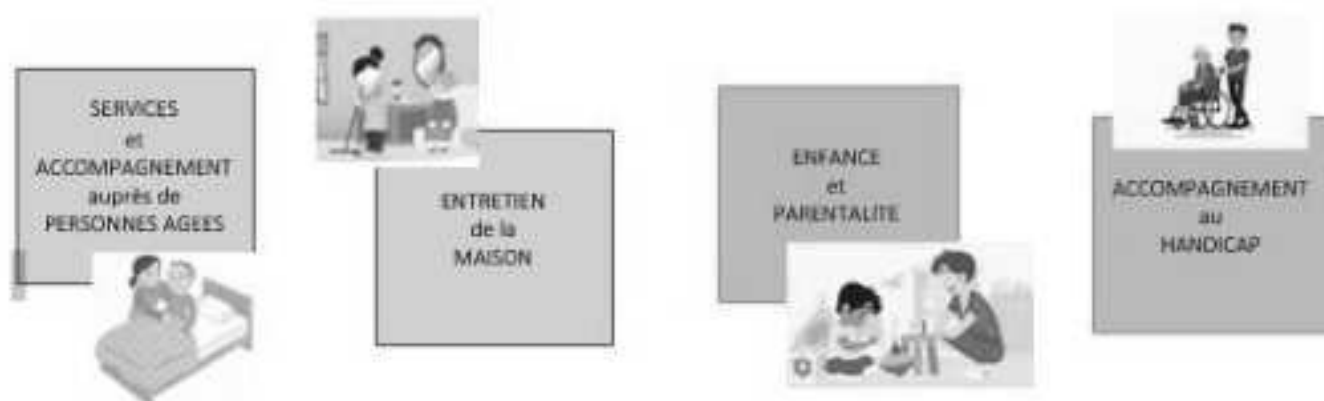 SERVICES
et
ACCOMPAGNEMENT
auprès de
PERSONNES AGEES
ENTRETIEN
de la
MAISON
ENFANCE
et
PARENTALITE
ACCOMPAGNEMENT
au
HANDICAP